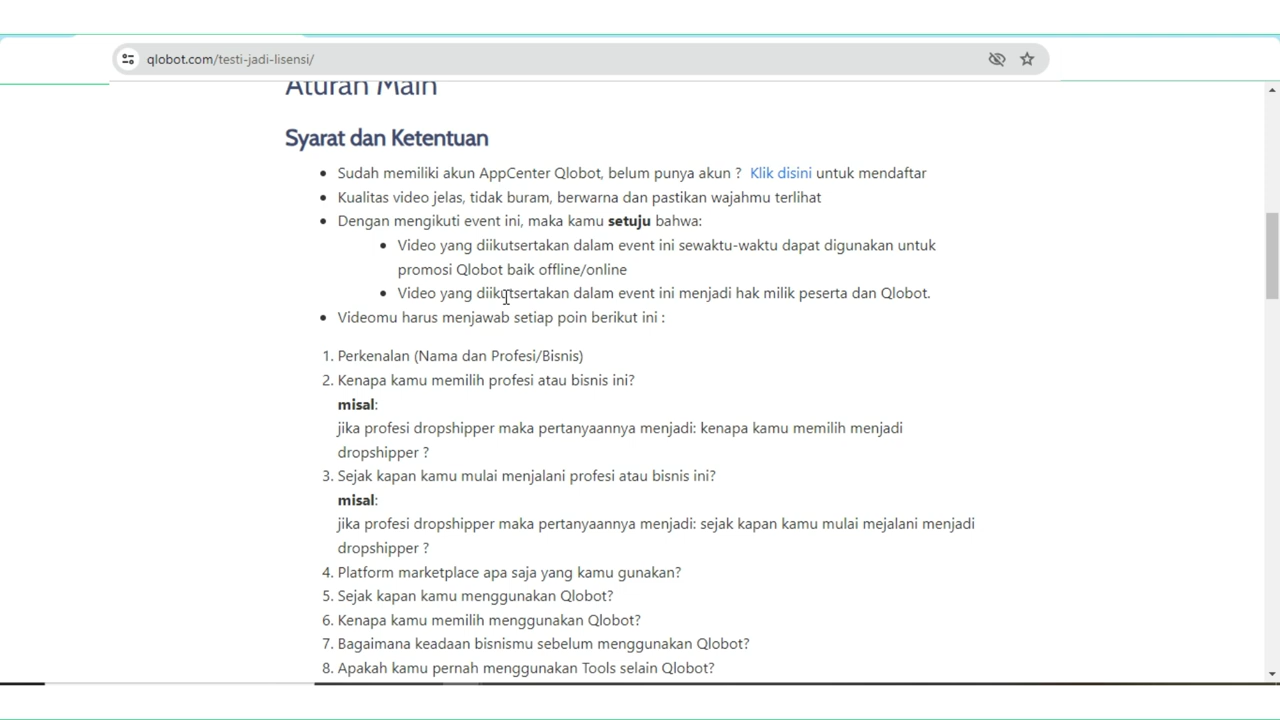 qlobot.com/testi-jadi-lisensi/
Aturan Main
Syarat dan Ketentuan
• Sudah memiliki akun AppCenter Qlobot, belum punya akun ? Klik disini untuk mendaftar
• Kualitas video jelas, tidak buram, berwarna dan pastikan wajahmu terlihat
• Dengan mengikuti event ini, maka kamu setuju bahwa:
• Video yang diikutsertakan dalam event ini sewaktu-waktu dapat digunakan untuk
promosi Qlobot baik offline/online
• Video yang diikutsertakan dalam event ini menjadi hak milik peserta dan Qlobot.
• Videomu harus menjawab setiap poin berikut ini :
1. Perkenalan (Nama dan Profesi/Bisnis)
2. Kenapa kamu memilih profesi atau bisnis ini?
misal:
jika profesi dropshipper maka pertanyaannya menjadi: kenapa kamu memilih menjadi
dropshipper ?
3. Sejak kapan kamu mulai menjalani profesi atau bisnis ini?
misal:
jika profesi dropshipper maka pertanyaannya menjadi: sejak kapan kamu mulai mejalani menjadi
dropshipper ?
4. Platform marketplace apa saja yang kamu gunakan?
5. Sejak kapan kamu menggunakan Qlobot?
6. Kenapa kamu memilih menggunakan Qlobot?
7. Bagaimana keadaan bisnismu sebelum menggunakan Qlobot?
8. Apakah kamu pernah menggunakan Tools selain Qlobot?